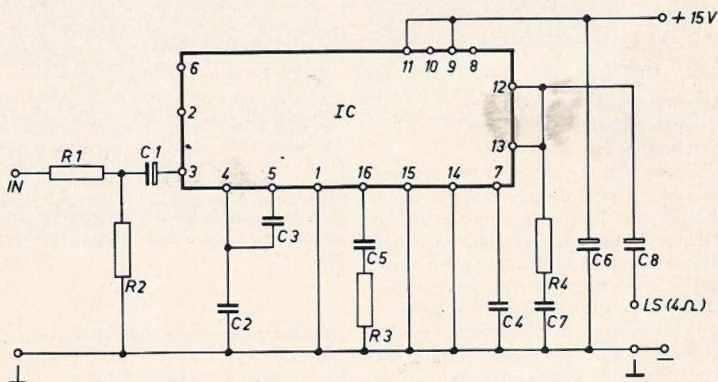 + 15V
11 10 9 8
6
12
2
IC
13
R1 C1 3
IN
4 5 1 16 15 14 7
C3
R2 C5 R4 C6 C8
C2 R3 C4 C7 LS (4Ω)
–